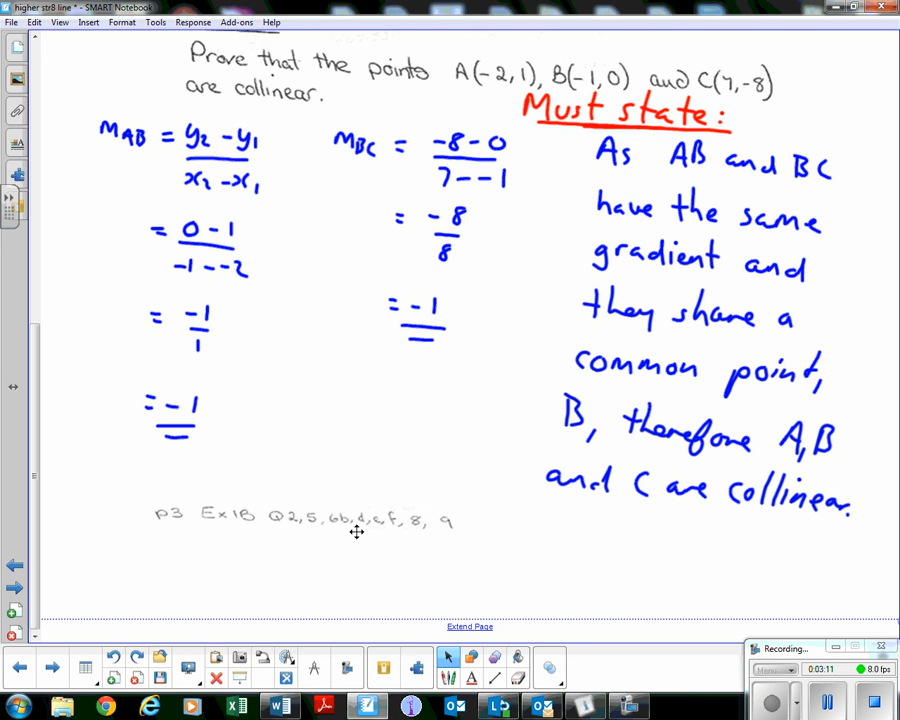 higher str8 line * - SMART Notebook
File Edit View Insert Format Tools Response Add-ons Help
Prove that the points A(-2,1), B(-1,0) and C(7,-8)
are collinear.
Must state:
MAB = y2 - y1
x2 - x1
= 0 - 1
-1 - -2
= -1
1
= -1
MBC = -8 - 0
7 - -1
= -8
8
= -1
As AB and BC
have the same
gradient and
they share a
common point,
B, therefore A,B
and C are collinear.
p3 Ex 1B Q2,5,6b,d,e,f, 8, 9
Extend Page
Recording...
Menu
0:03:11
8.0 fps